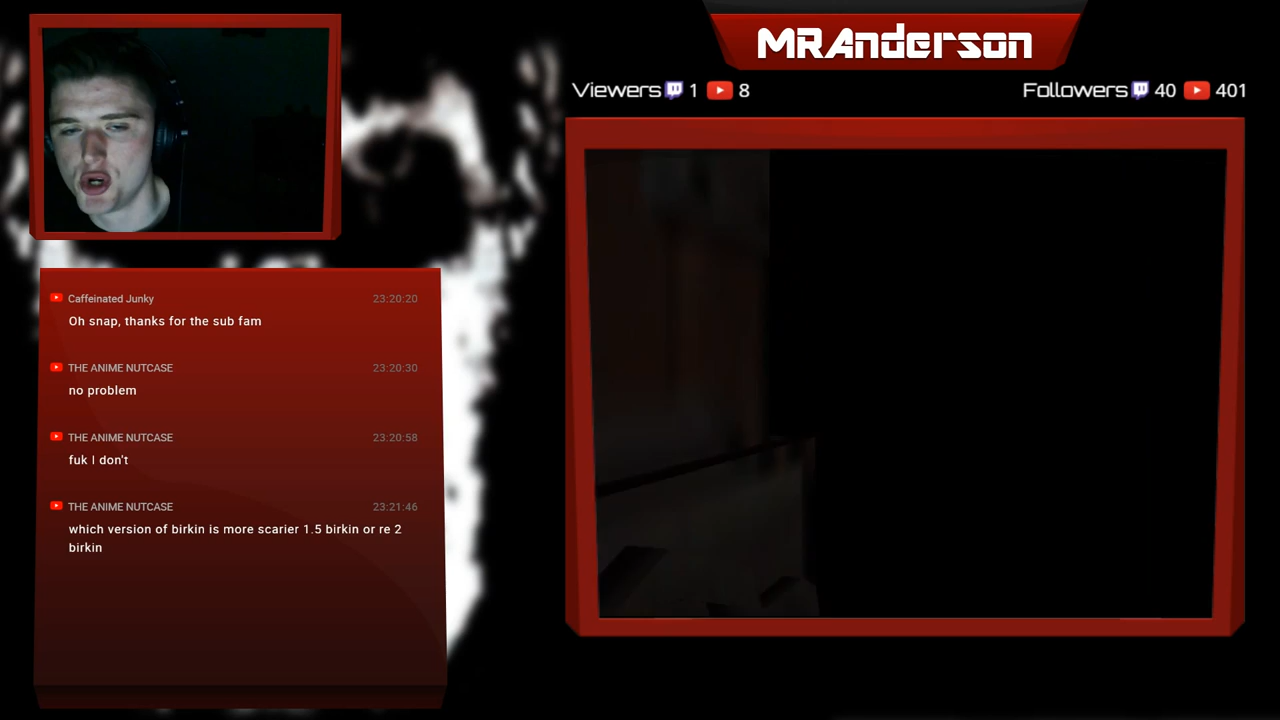 MRAnderson
Viewers 1 8
Followers 40 401
Caffeinated Junky 23:20:20
Oh snap, thanks for the sub fam
THE ANIME NUTCASE 23:20:30
no problem
THE ANIME NUTCASE 23:20:58
fuk I don't
THE ANIME NUTCASE 23:21:46
which version of birkin is more scarier 1.5 birkin or re 2
birkin